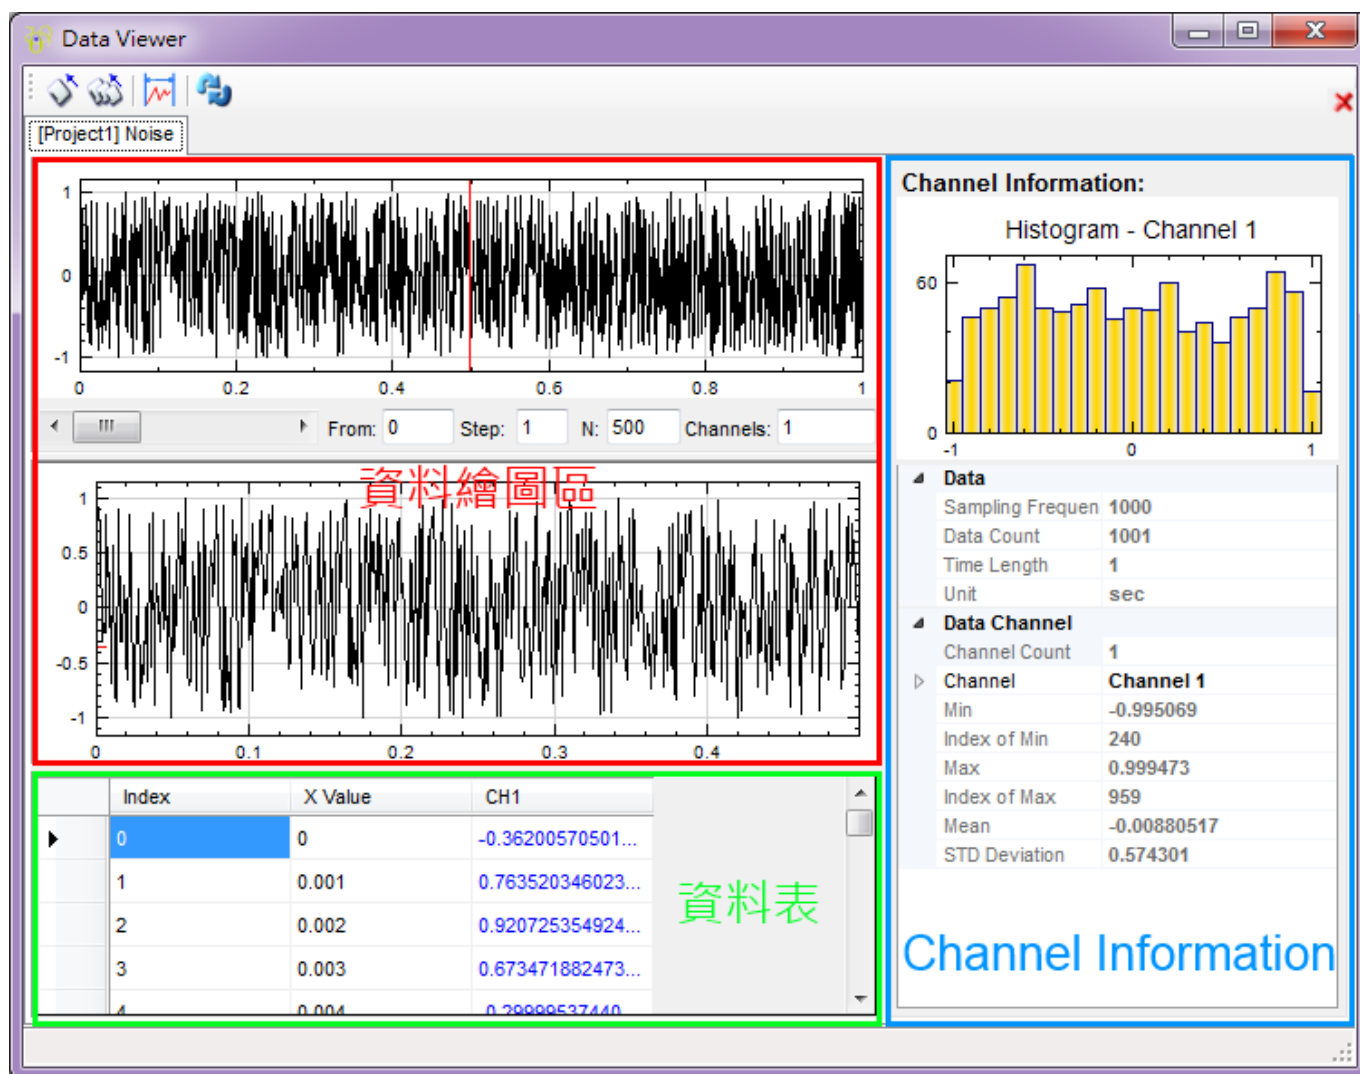 Data Viewer
[Project1] Noise
1
0
-1
0 0.2 0.4 0.6 0.8 1
From: 0 Step: 1 N: 500 Channels: 1
資料繪圖區
1
0.5
0
-0.5
-1
0 0.1 0.2 0.3 0.4
Index X Value CH1
0 0 -0.36200570501...
1 0.001 0.763520346023...
2 0.002 0.920725354924...
3 0.003 0.673471882473...
4 0.004 0.29999537440
資料表
Channel Information:
Histogram - Channel 1
60
0
-1 0 1
Data
Sampling Frequen 1000
Data Count 1001
Time Length 1
Unit sec
Data Channel
Channel Count 1
Channel Channel 1
Min -0.995069
Index of Min 240
Max 0.999473
Index of Max 959
Mean -0.00880517
STD Deviation 0.574301
Channel Information